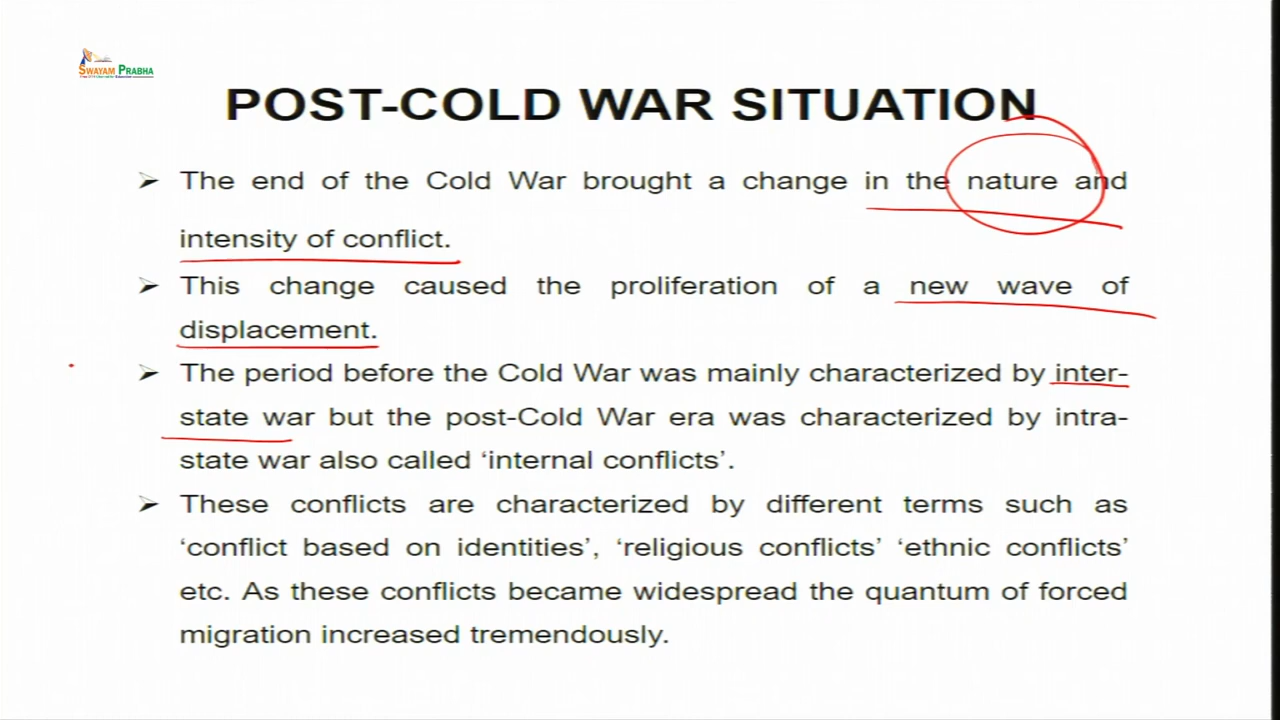 SWAYAM PRABHA
POST-COLD WAR SITUATION
➢ The end of the Cold War brought a change in the nature and
intensity of conflict.
➢ This change caused the proliferation of a new wave of
displacement.
➢ The period before the Cold War was mainly characterized by inter-
state war but the post-Cold War era was characterized by intra-
state war also called ‘internal conflicts’.
➢ These conflicts are characterized by different terms such as
‘conflict based on identities’, ‘religious conflicts’ ‘ethnic conflicts’
etc. As these conflicts became widespread the quantum of forced
migration increased tremendously.